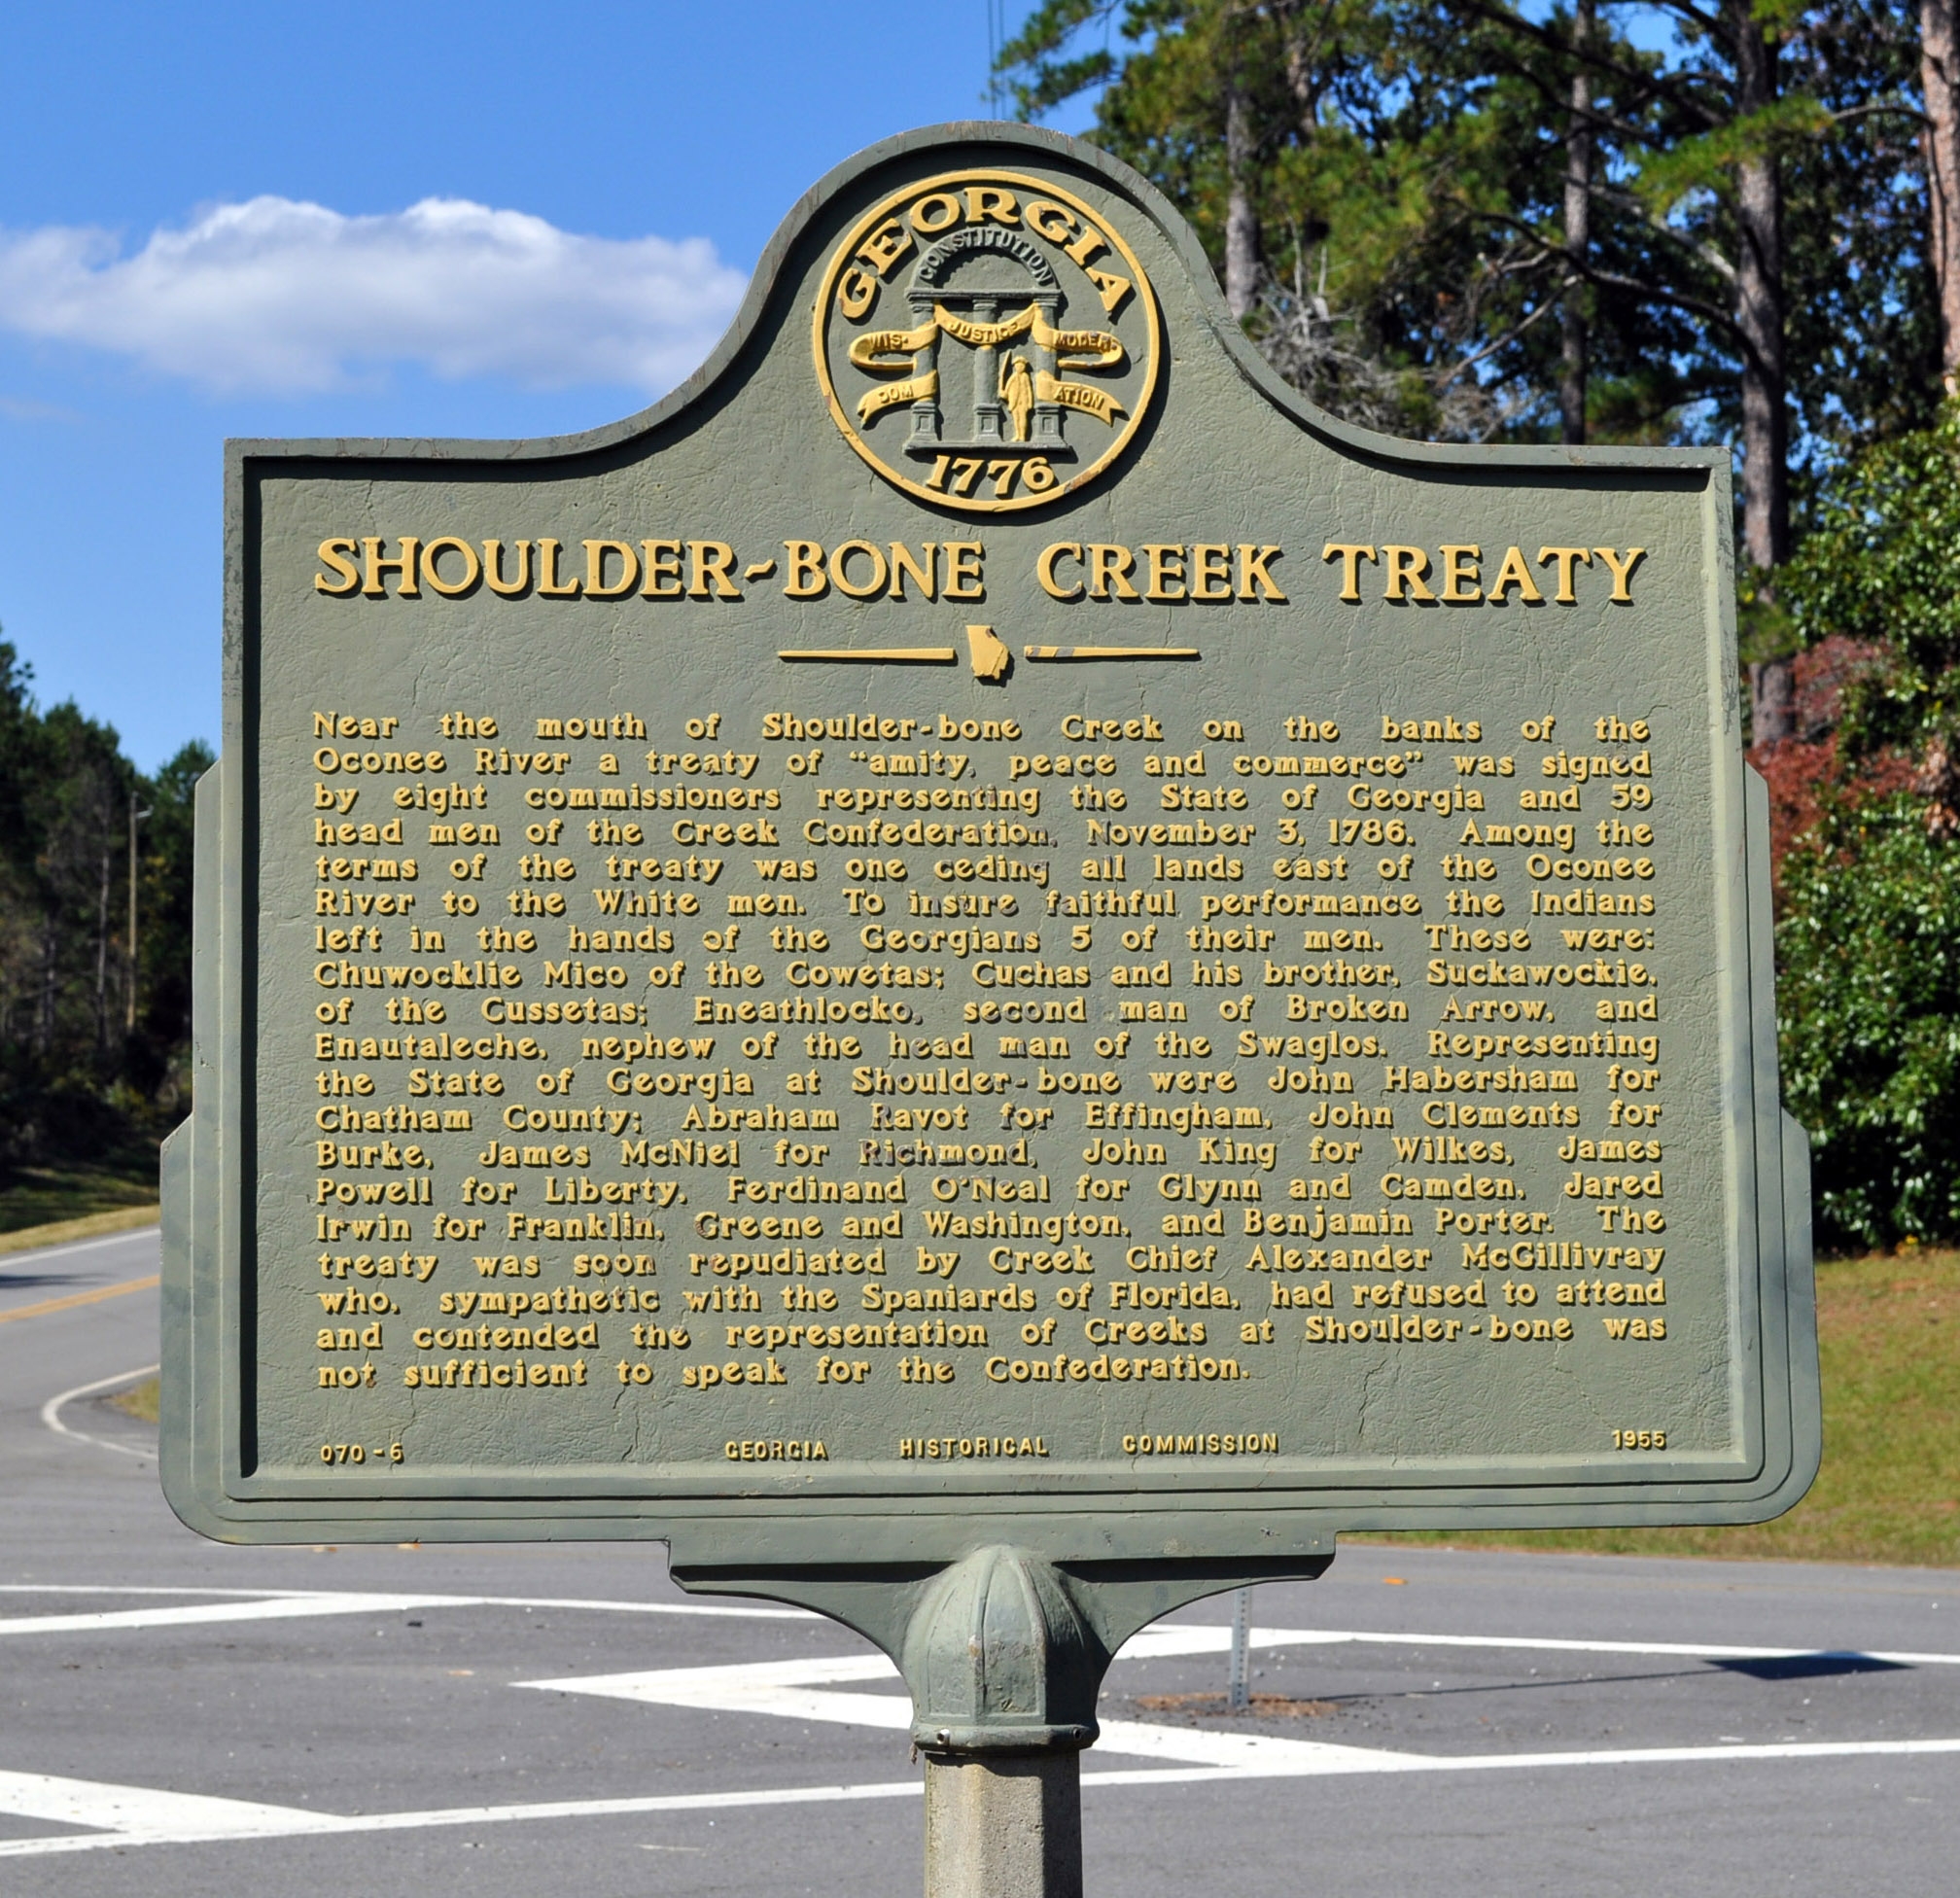 GEORGIA
CONSTITUTION
WIS- JUSTICE MODER-
DOM ATION
1776
SHOULDER-BONE CREEK TREATY
Near the mouth of Shoulder-bone Creek on the banks of the
Oconee River a treaty of “amity, peace and commerce” was signed
by eight commissioners representing the State of Georgia and 59
head men of the Creek Confederation, November 3, 1786. Among the
terms of the treaty was one ceding all lands east of the Oconee
River to the White men. To insure faithful performance the Indians
left in the hands of the Georgians 5 of their men. These were:
Chuwocklie Mico of the Cowetas; Cuchas and his brother, Suckawockie,
of the Cussetas; Eneathlocko, second man of Broken Arrow, and
Enautaleche, nephew of the head man of the Swaglos. Representing
the State of Georgia at Shoulder-bone were John Habersham for
Chatham County; Abraham Ravot for Effingham, John Clements for
Burke, James McNiel for Richmond, John King for Wilkes, James
Powell for Liberty, Ferdinand O'Neal for Glynn and Camden, Jared
Irwin for Franklin, Greene and Washington, and Benjamin Porter. The
treaty was soon repudiated by Creek Chief Alexander McGillivray
who, sympathetic with the Spaniards of Florida, had refused to attend
and contended the representation of Creeks at Shoulder-bone was
not sufficient to speak for the Confederation.
070-6 GEORGIA HISTORICAL COMMISSION 1955